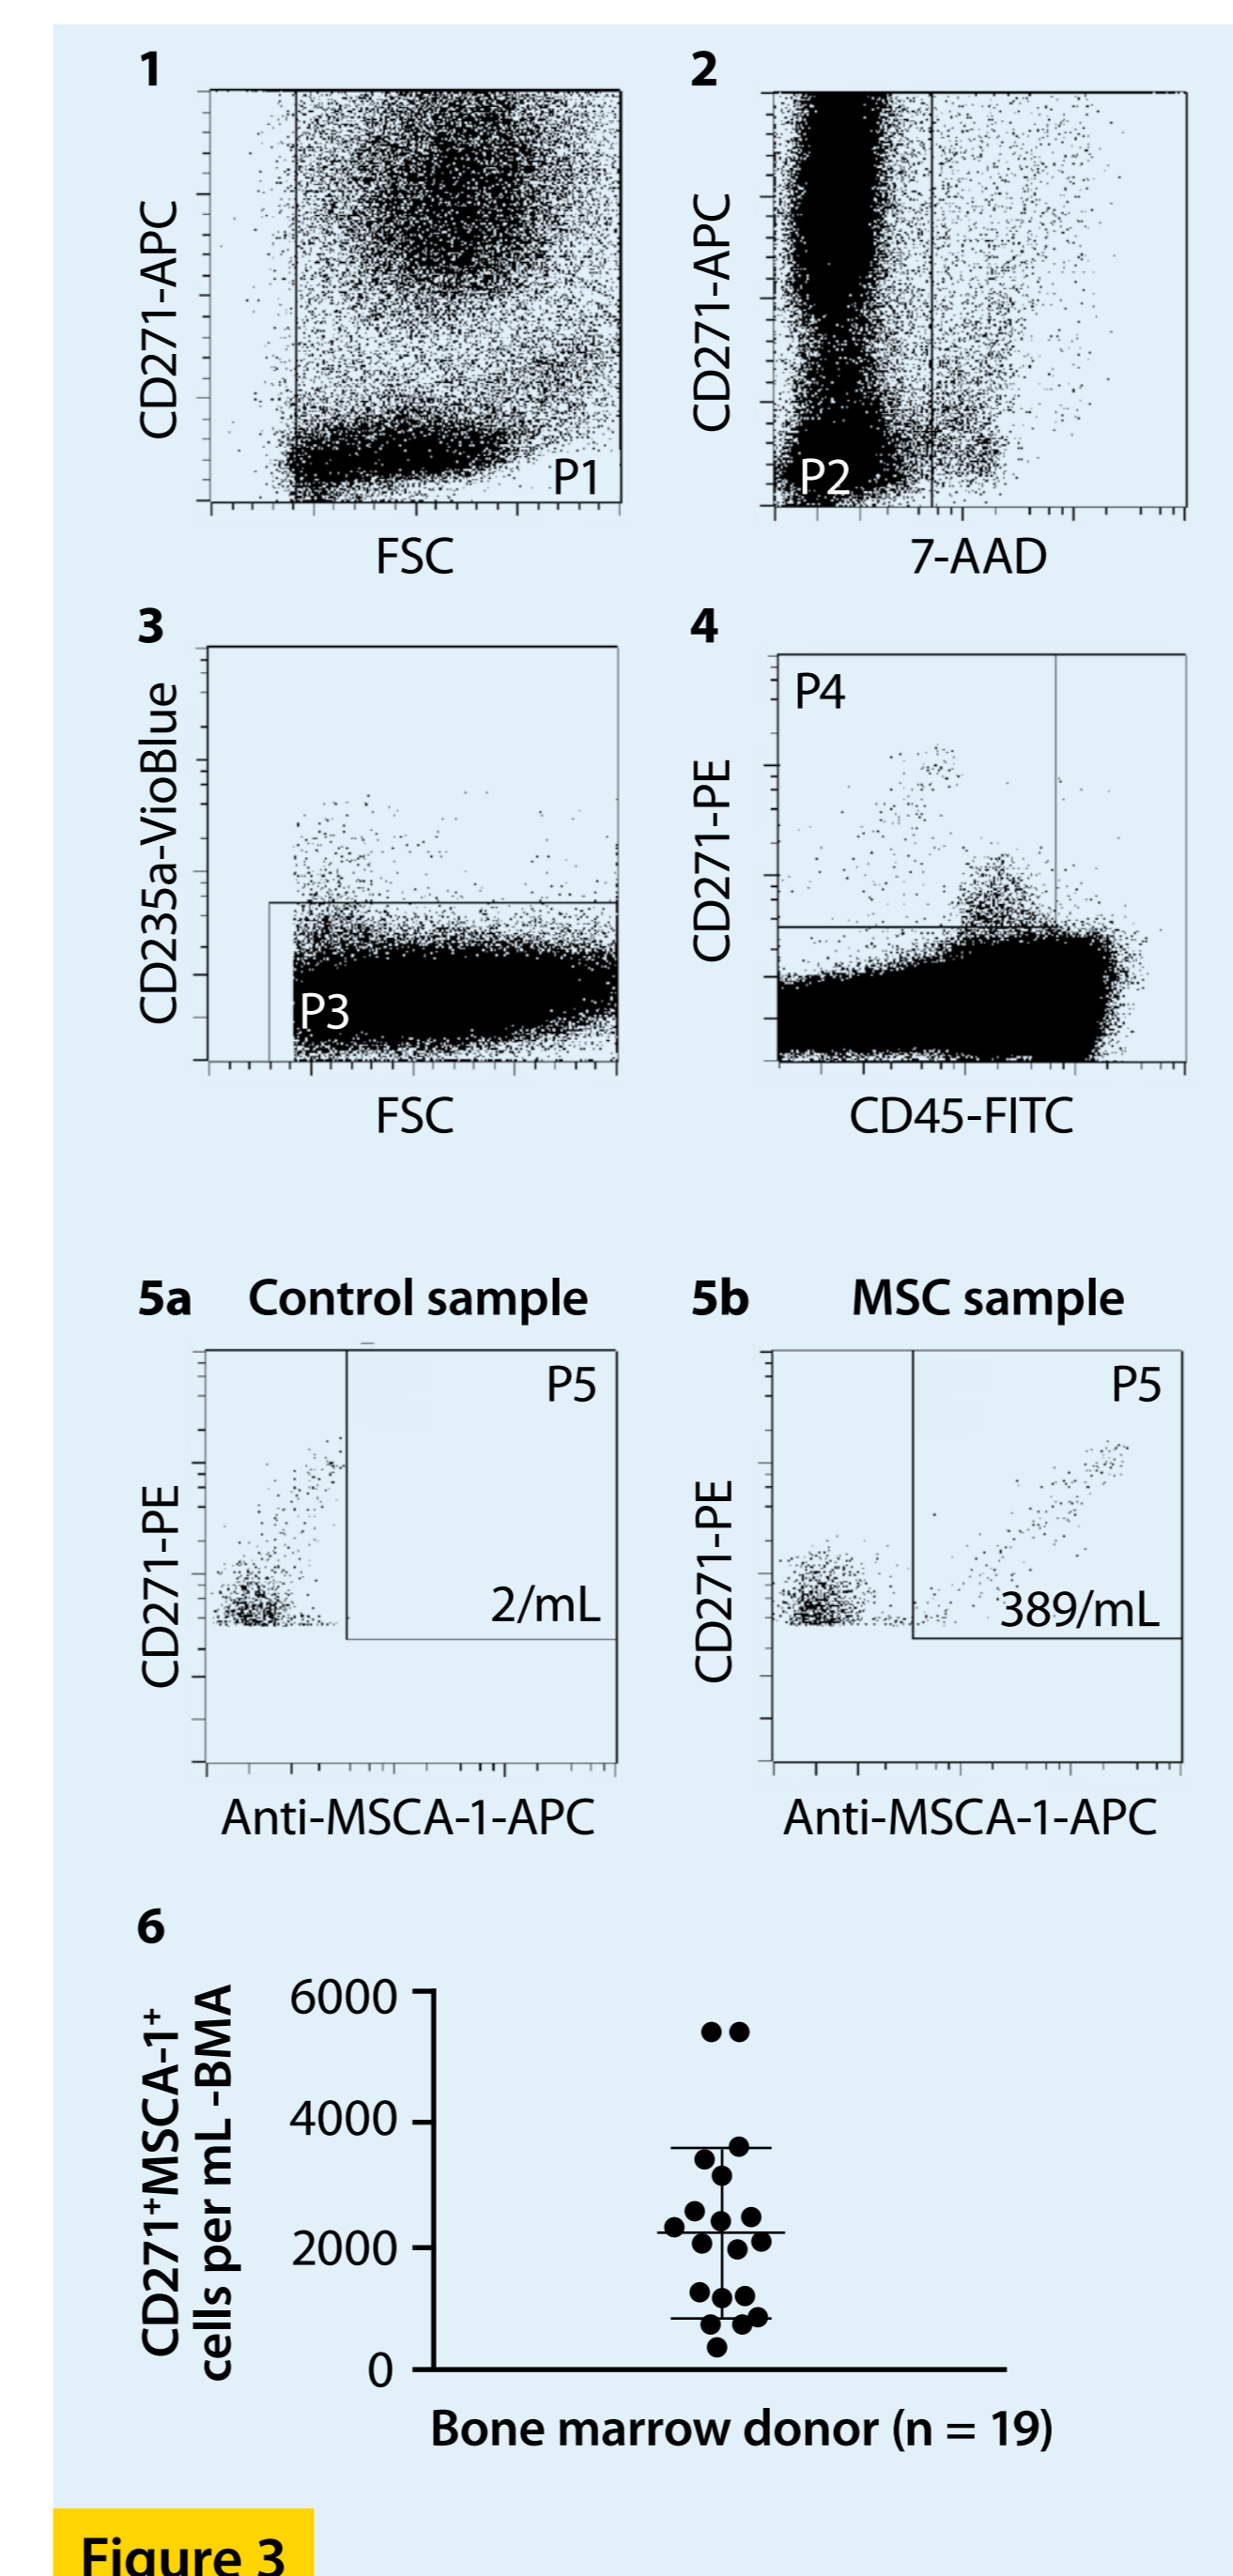 1
CD271-APC
P1
FSC
2
CD271-APC
P2
7-AAD
3
CD235a-VioBlue
P3
FSC
4
P4
CD271-PE
CD45-FITC
5a Control sample
P5
CD271-PE
2/mL
Anti-MSCA-1-APC
5b MSC sample
P5
CD271-PE
389/mL
Anti-MSCA-1-APC
6
CD271+MSCA-1+
cells per mL -BMA
6000
4000
2000
0
Bone marrow donor (n = 19)
Figure 3